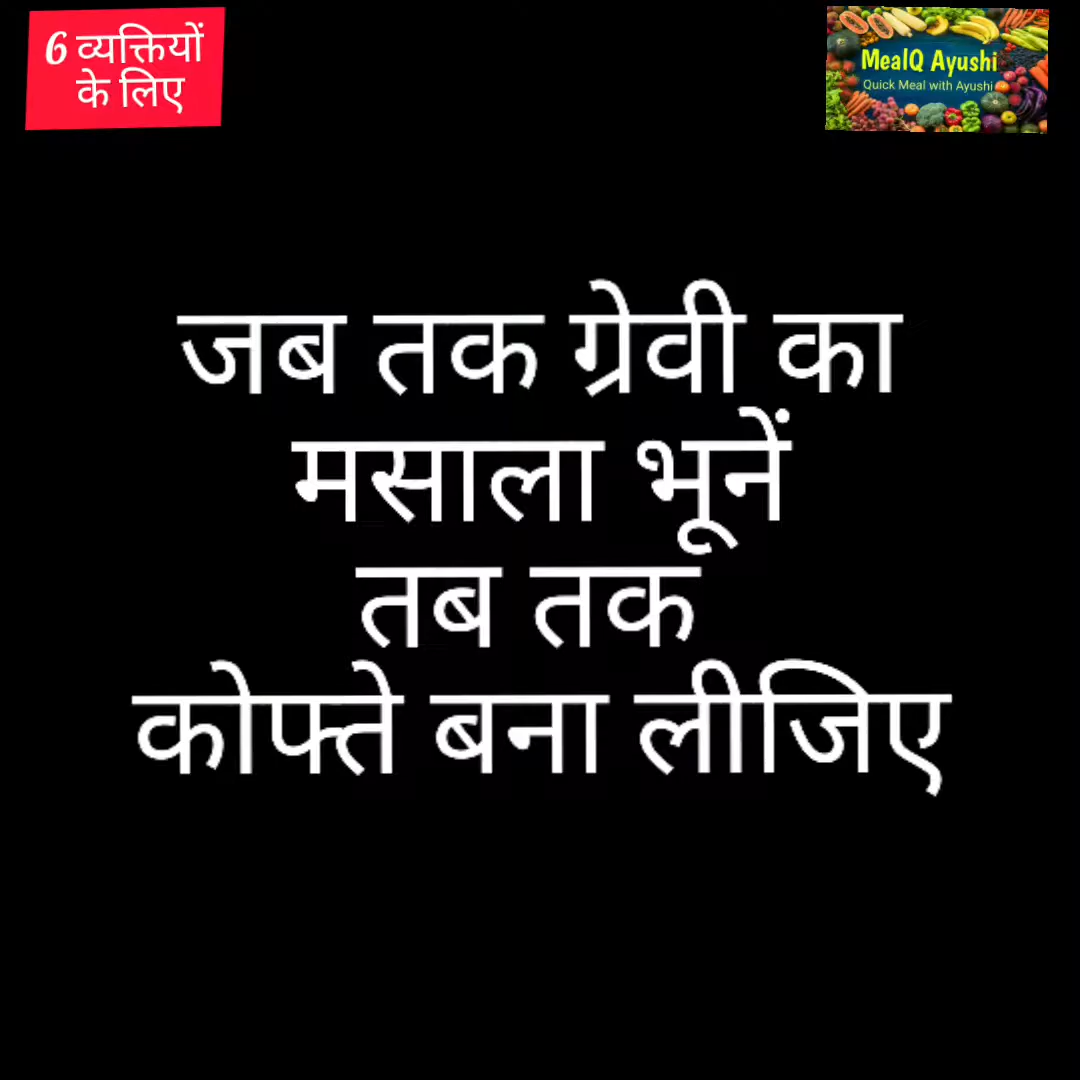 6 व्यक्तियों
के लिए
MealQ Ayushi
Quick Meal with Ayushi
जब तक ग्रेवी का
मसाला भूनें
तब तक
कोफ्ते बना लीजिए